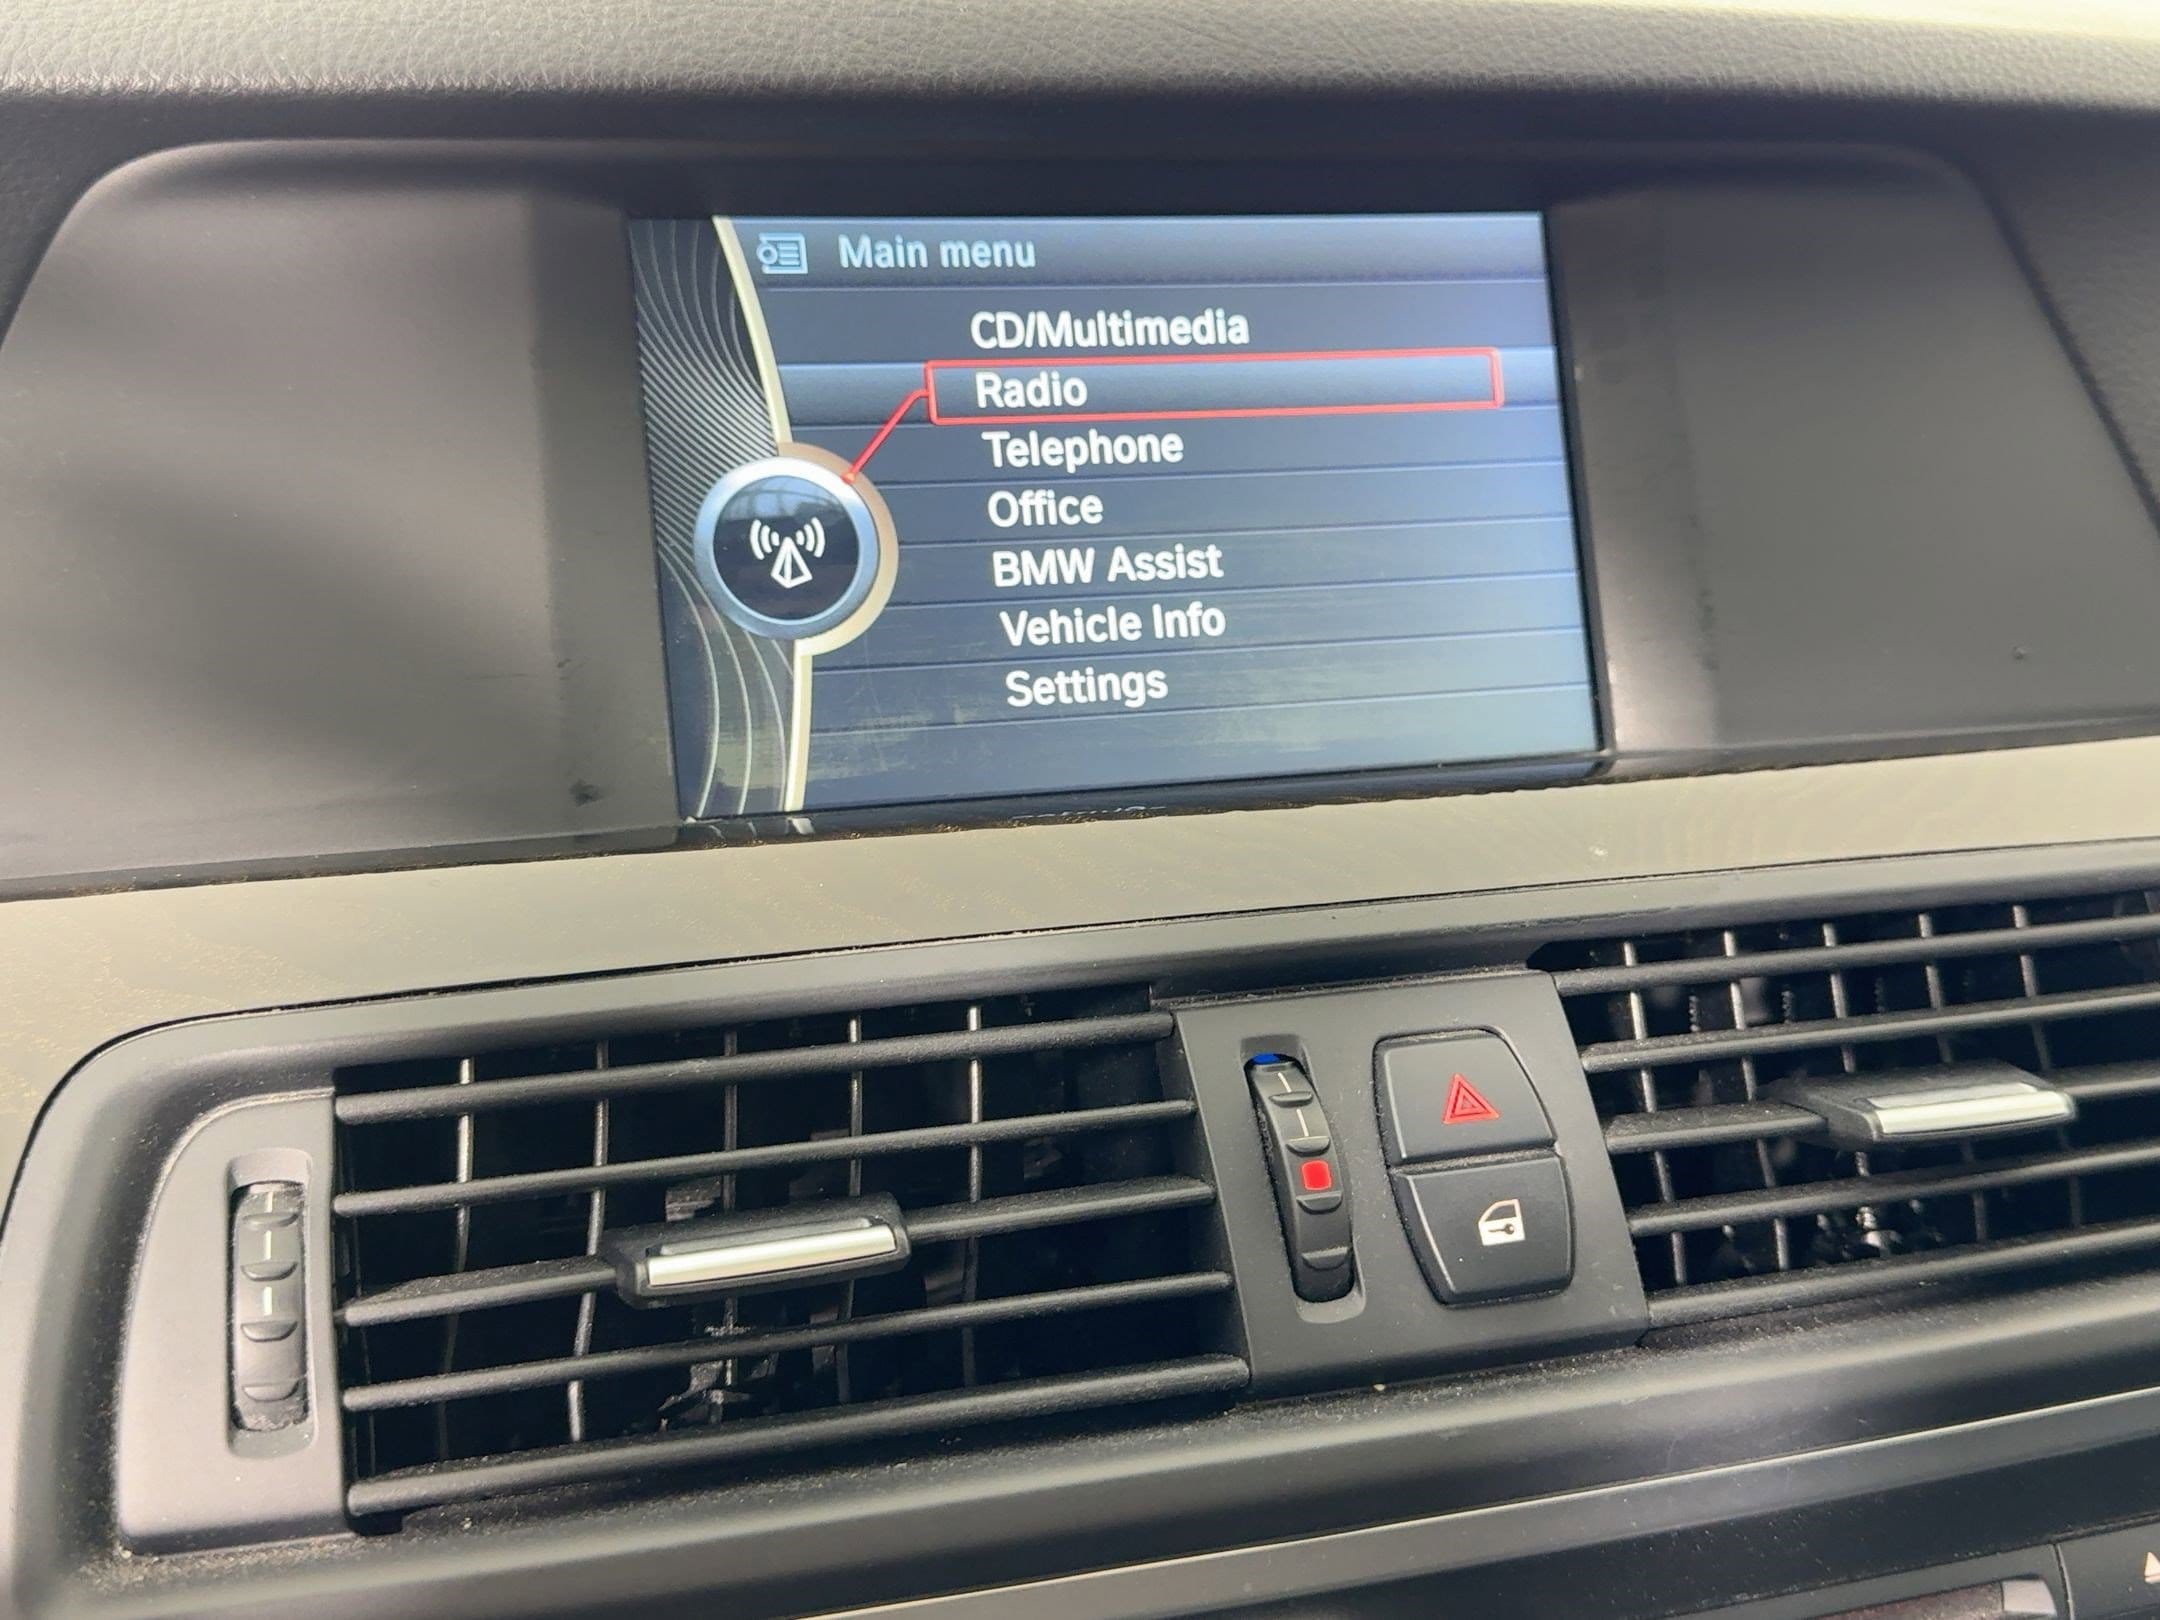 Main menu
CD/Multimedia
Radio
Telephone
Office
BMW Assist
Vehicle Info
Settings